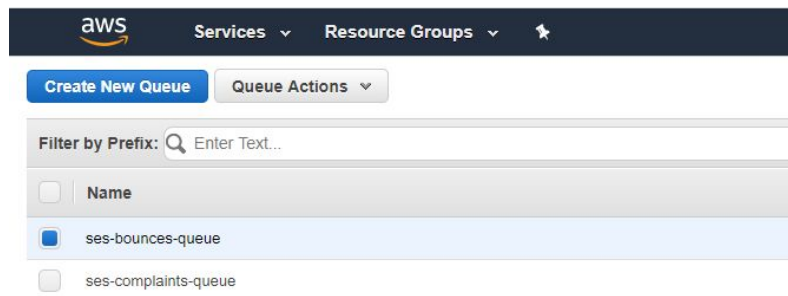 aws Services Resource Groups
Create New Queue Queue Actions
Filter by Prefix: Enter Text...
Name
ses-bounces-queue
ses-complaints-queue